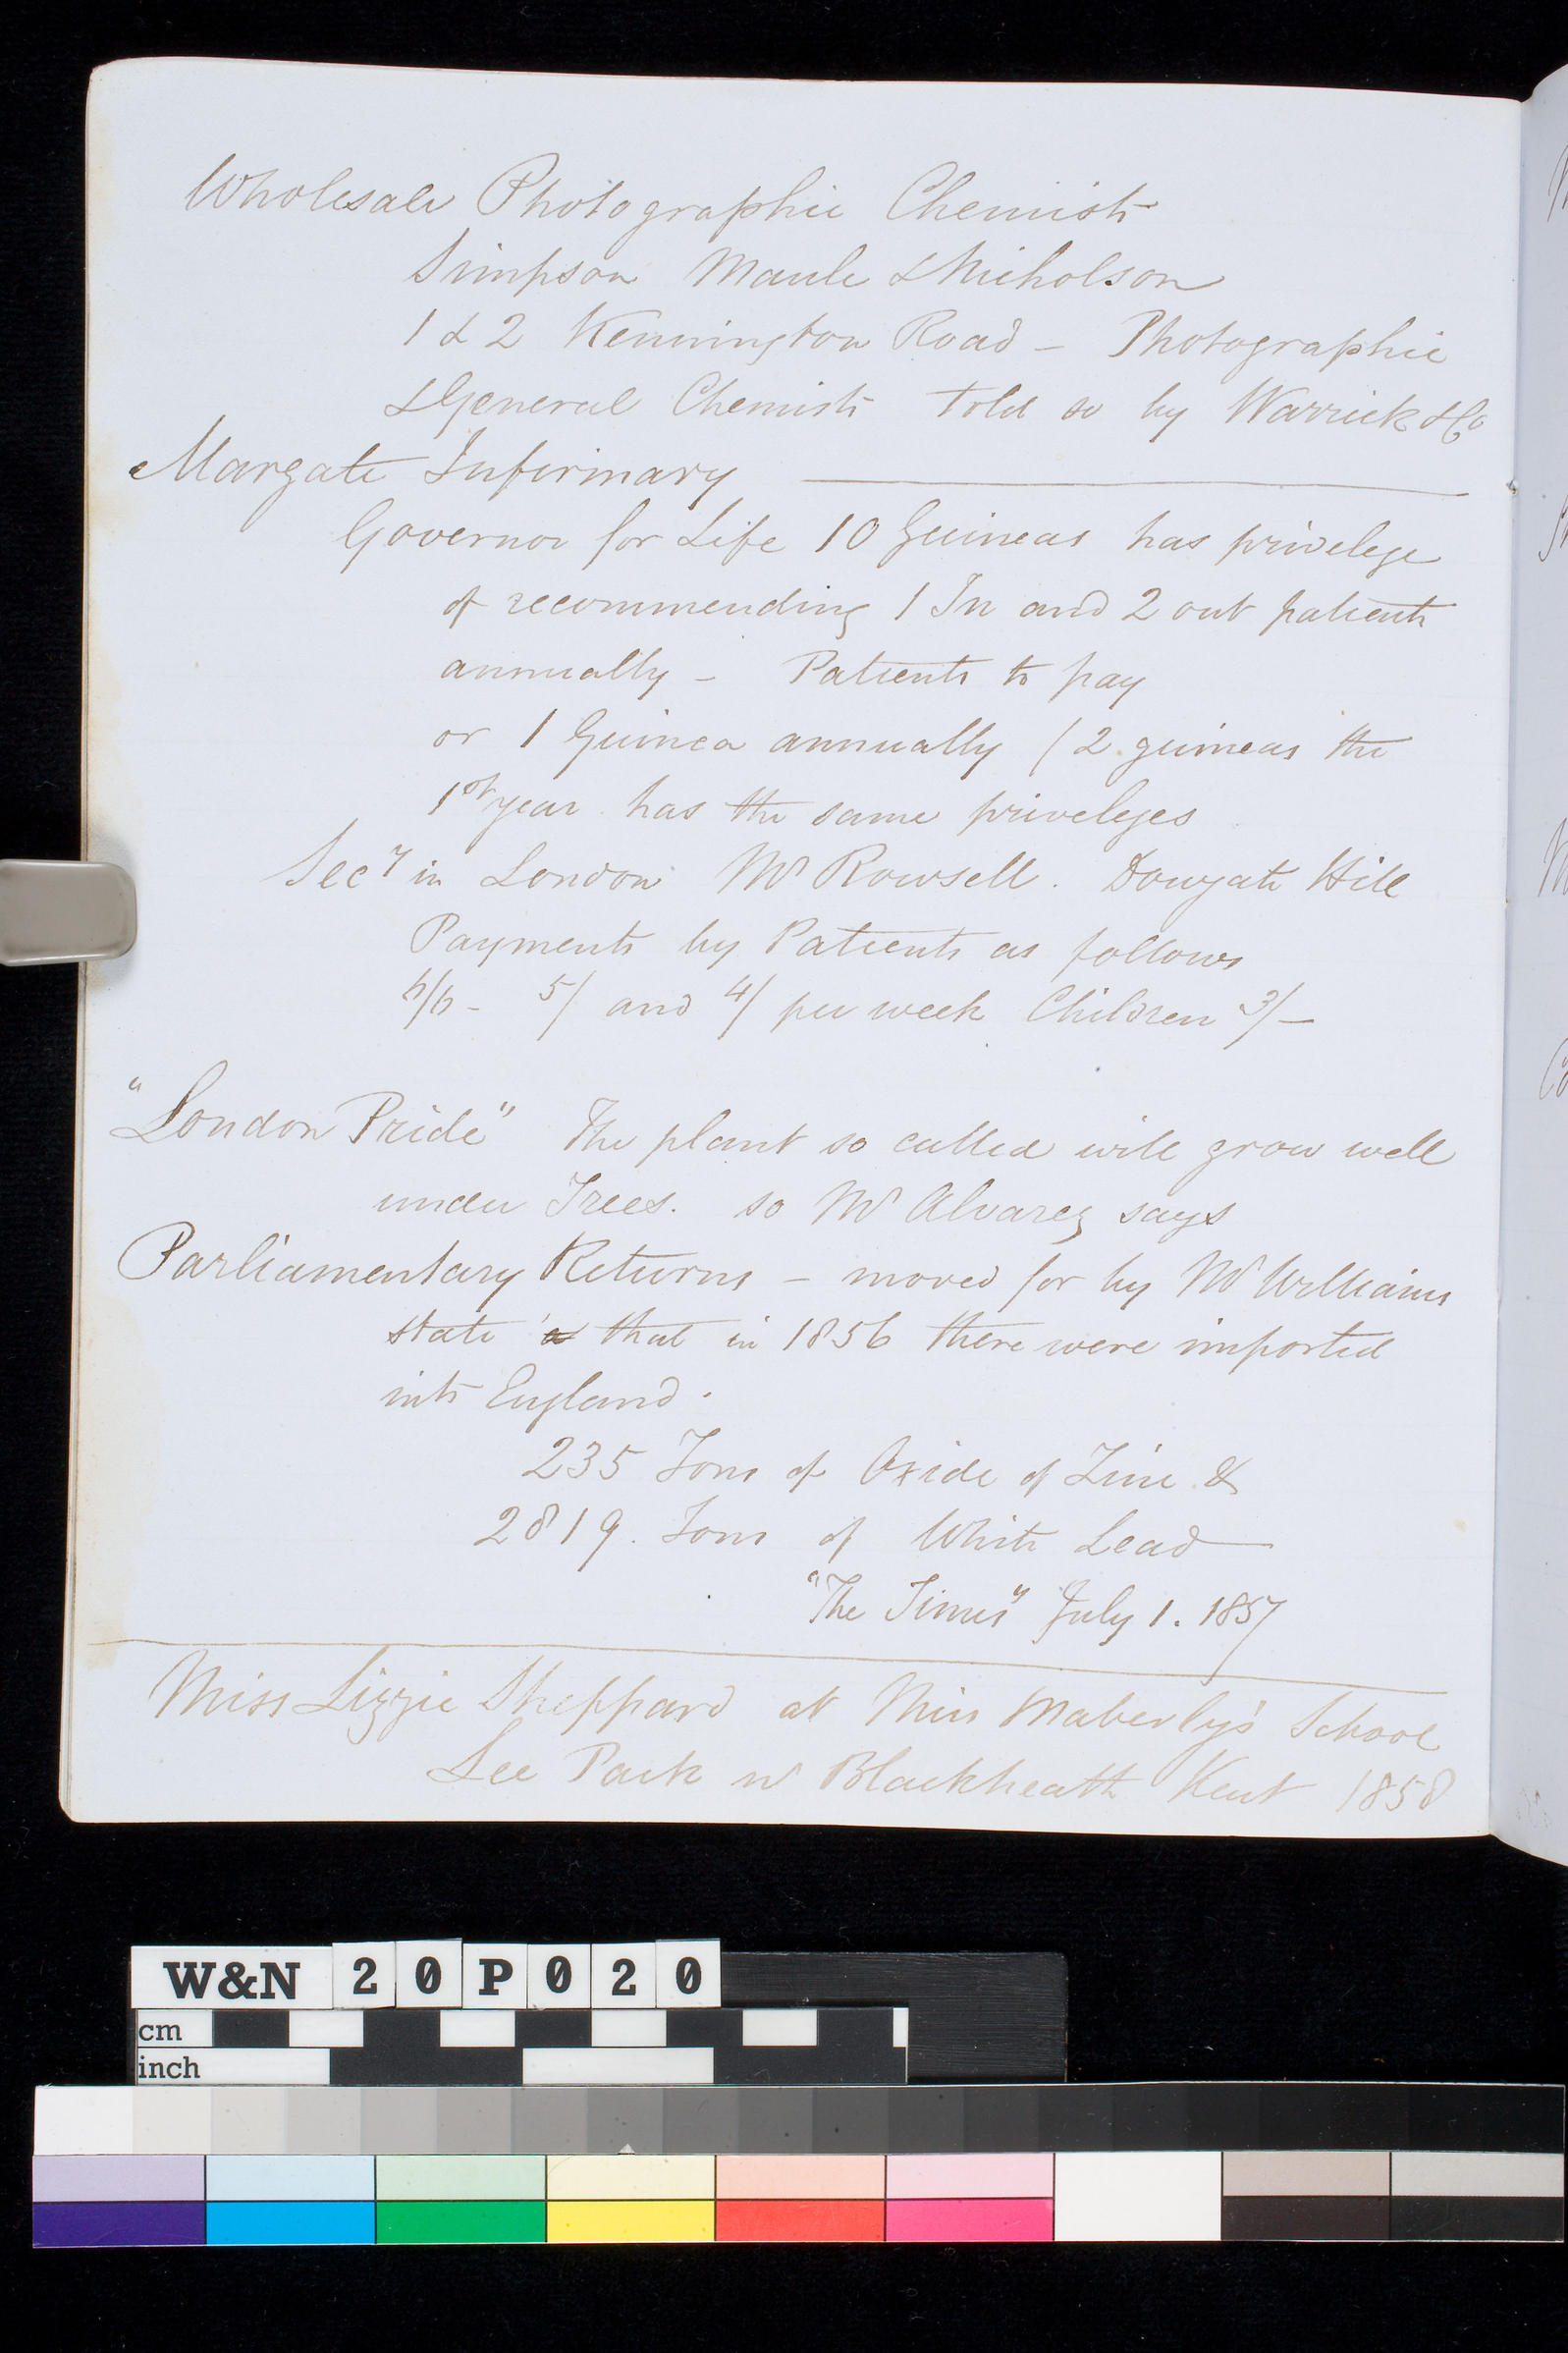 Wholesale Photographic Chemists
Simpson Maule & Nicholson
1 & 2 Kennington Road - Photographic
& General Chemists told so by Warrick & Co
Margate Infirmary
Governor for Life 10 Guineas has privelege
of recommending 1 In and 2 out patients
annually - Patients to pay
or 1 Guinea annually (2 guineas the
1st year has the same priveleges
Secy in London Mr Rowsell. Dowgate Hill
Payments by Patients as follows
6/6 - 5/ and 4/ per week Children 3/-
"London Pride" The plant so called will grow well
under Trees. so Mr Alvarez says
Parliamentary Returns - moved for by Mr Williams
state that in 1856 there were imported
into England.
235 Tons of Oxide of Zinc &
2819. Tons of White Lead
"The Times" July 1. 1857
Miss Lizzie Sheppard at Miss Maberly's School
Lee Park nr Blackheath Kent 1858
W&N 20P020
cm
inch